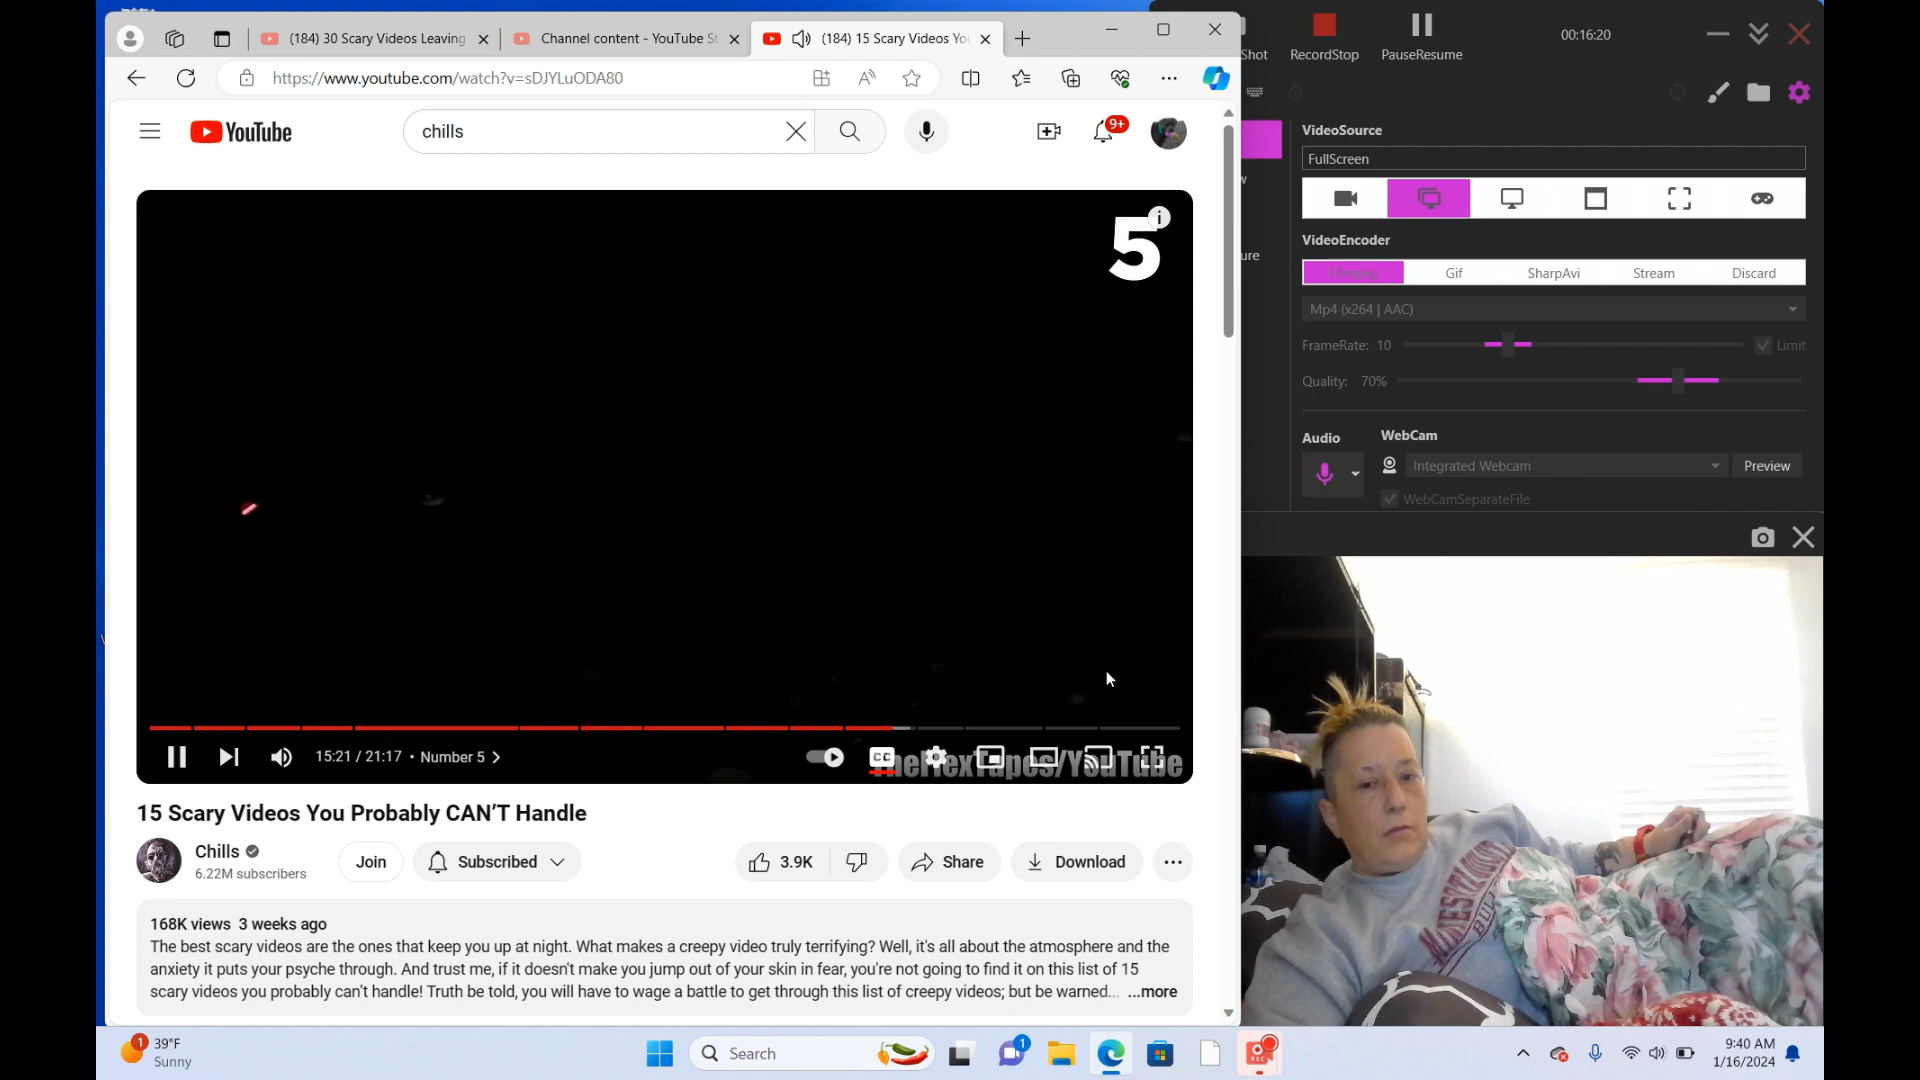 (184) 30 Scary Videos Leaving
Channel content - YouTube St
(184) 15 Scary Videos You
https://www.youtube.com/watch?v=sDJYLuODA80
YouTube
chills
9+
5
15:21 / 21:17 • Number 5
CC
TheHexTapes/YouTube
15 Scary Videos You Probably CAN’T Handle
Chills
6.22M subscribers
Join
Subscribed
3.9K
Share
Download
168K views 3 weeks ago
The best scary videos are the ones that keep you up at night. What makes a creepy video truly terrifying? Well, it's all about the atmosphere and the
anxiety it puts your psyche through. And trust me, if it doesn't make you jump out of your skin in fear, you're not going to find it on this list of 15
scary videos you probably can’t handle! Truth be told, you will have to wage a battle to get through this list of creepy videos; but be warned... ...more
Shot
RecordStop
PauseResume
00:16:20
w
ure
VideoSource
FullScreen
VideoEncoder
FFmpeg
Gif
SharpAvi
Stream
Discard
Mp4 (x264 | AAC)
FrameRate: 10
Limit
Quality: 70%
Audio
WebCam
Integrated Webcam
Preview
WebCamSeparateFile
1
39°F
Sunny
Search
1
REC
9:40 AM
1/16/2024